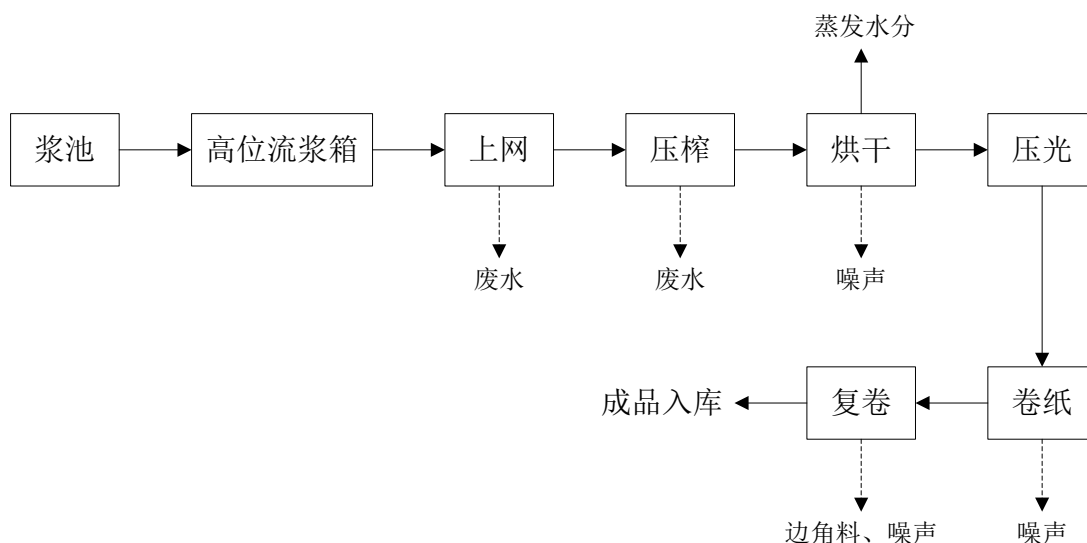 蒸发水分
浆池
高位流浆箱
上网
压榨
烘干
压光
废水
废水
噪声
成品入库
复卷
卷纸
边角料、噪声
噪声